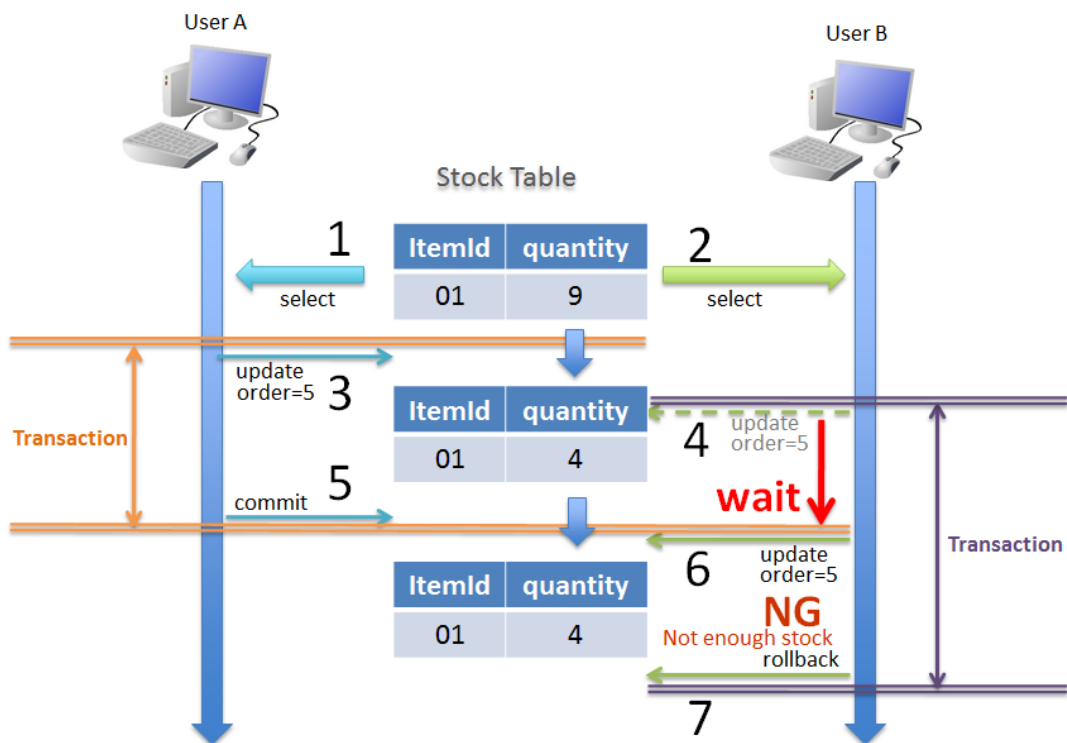 User A
User B
Stock Table
1
ItemId quantity
2
01 9
select
select
update
order=5
3
ItemId quantity
4
update
order=5
Transaction
01 4
5
wait
commit
Transaction
6
update
order=5
ItemId quantity
NG
01 4
Not enough stock
rollback
7